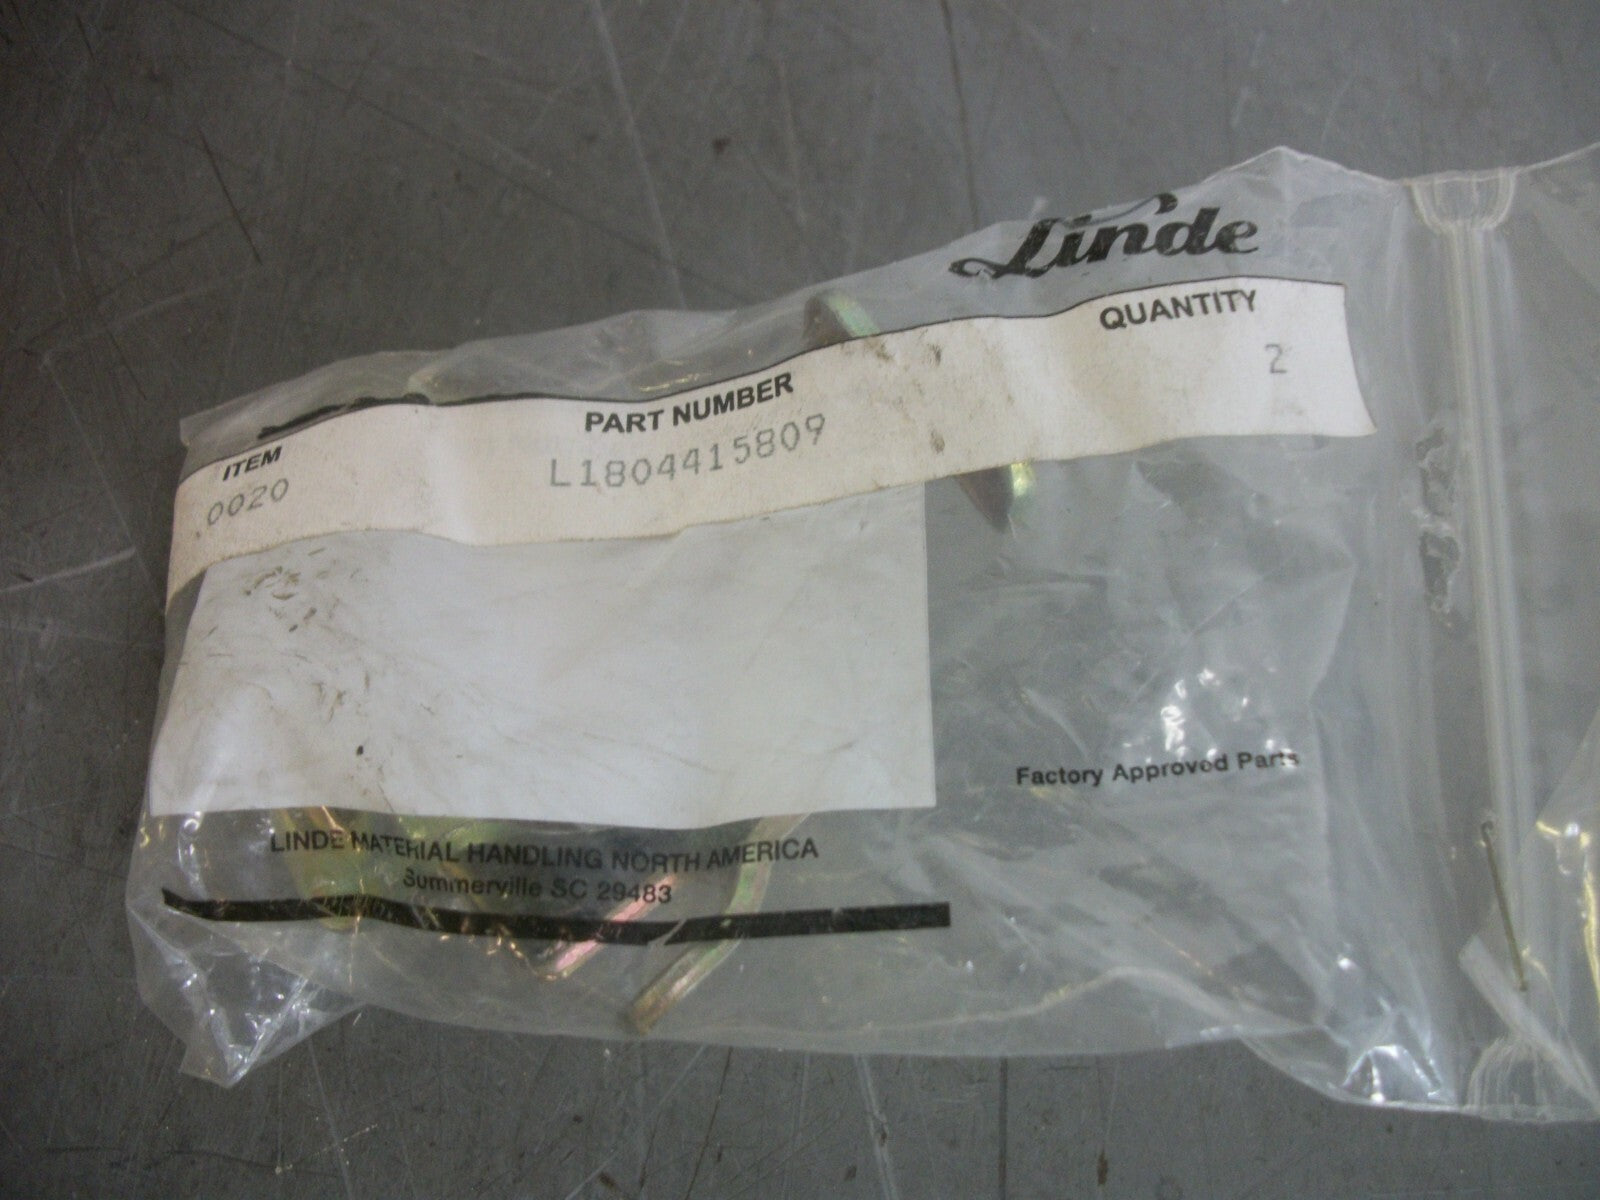 Linde
ITEM PART NUMBER QUANTITY
0020 L1804415809 2
Factory Approved Parts
LINDE MATERIAL HANDLING NORTH AMERICA
Summerville SC 29483